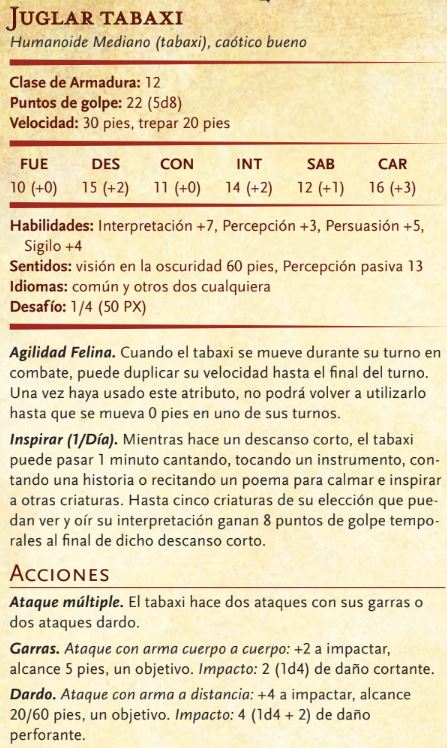 JUGLAR TABAXI
Humanoide Mediano (tabaxi), caótico bueno
Clase de Armadura: 12
Puntos de golpe: 22 (5d8)
Velocidad: 30 pies, trepar 20 pies
FUE DES CON INT SAB CAR
10 (+0) 15 (+2) 11 (+0) 14 (+2) 12 (+1) 16 (+3)
Habilidades: Interpretación +7, Percepción +3, Persuasión +5,
Sigilo +4
Sentidos: visión en la oscuridad 60 pies, Percepción pasiva 13
Idiomas: común y otros dos cualquiera
Desafío: 1/4 (50 PX)
Agilidad Felina. Cuando el tabaxi se mueve durante su turno en
combate, puede duplicar su velocidad hasta el final del turno.
Una vez haya usado este atributo, no podrá volver a utilizarlo
hasta que se mueva 0 pies en uno de sus turnos.
Inspirar (1/Día). Mientras hace un descanso corto, el tabaxi
puede pasar 1 minuto cantando, tocando un instrumento, con-
tando una historia o recitando un poema para calmar e inspirar
a otras criaturas. Hasta cinco criaturas de su elección que pue-
dan ver y oír su interpretación ganan 8 puntos de golpe tempo-
rales al final de dicho descanso corto.
ACCIONES
Ataque múltiple. El tabaxi hace dos ataques con sus garras o
dos ataques dardo.
Garras. Ataque con arma cuerpo a cuerpo: +2 a impactar,
alcance 5 pies, un objetivo. Impacto: 2 (1d4) de daño cortante.
Dardo. Ataque con arma a distancia: +4 a impactar, alcance
20/60 pies, un objetivo. Impacto: 4 (1d4 + 2) de daño
perforante.